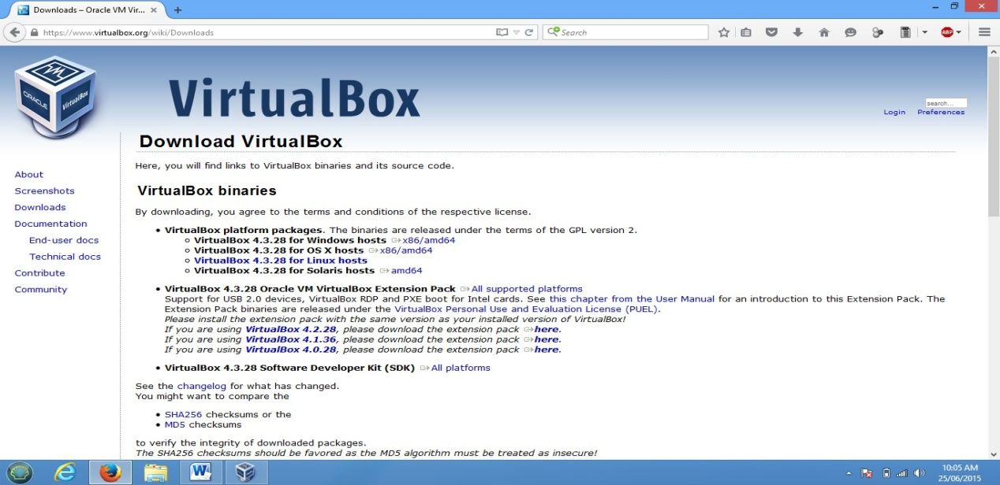 Downloads – Oracle VM Vir...
https://www.virtualbox.org/wiki/Downloads
Search
ABP
ORACLE
VirtualBox
VirtualBox
search...
Login Preferences
Download VirtualBox
Here, you will find links to VirtualBox binaries and its source code.
About
Screenshots
Downloads
Documentation
End-user docs
Technical docs
Contribute
Community
VirtualBox binaries
By downloading, you agree to the terms and conditions of the respective license.
• VirtualBox platform packages. The binaries are released under the terms of the GPL version 2.
VirtualBox 4.3.28 for Windows hosts x86/amd64
VirtualBox 4.3.28 for OS X hosts x86/amd64
VirtualBox 4.3.28 for Linux hosts
VirtualBox 4.3.28 for Solaris hosts amd64
• VirtualBox 4.3.28 Oracle VM VirtualBox Extension Pack All supported platforms
Support for USB 2.0 devices, VirtualBox RDP and PXE boot for Intel cards. See this chapter from the User Manual for an introduction to this Extension Pack. The
Extension Pack binaries are released under the VirtualBox Personal Use and Evaluation License (PUEL).
Please install the extension pack with the same version as your installed version of VirtualBox!
If you are using VirtualBox 4.2.28, please download the extension pack here.
If you are using VirtualBox 4.1.36, please download the extension pack here.
If you are using VirtualBox 4.0.28, please download the extension pack here.
• VirtualBox 4.3.28 Software Developer Kit (SDK) All platforms
See the changelog for what has changed.
You might want to compare the
• SHA256 checksums or the
• MD5 checksums
to verify the integrity of downloaded packages.
The SHA256 checksums should be favored as the MD5 algorithm must be treated as insecure!
10:05 AM
25/06/2015